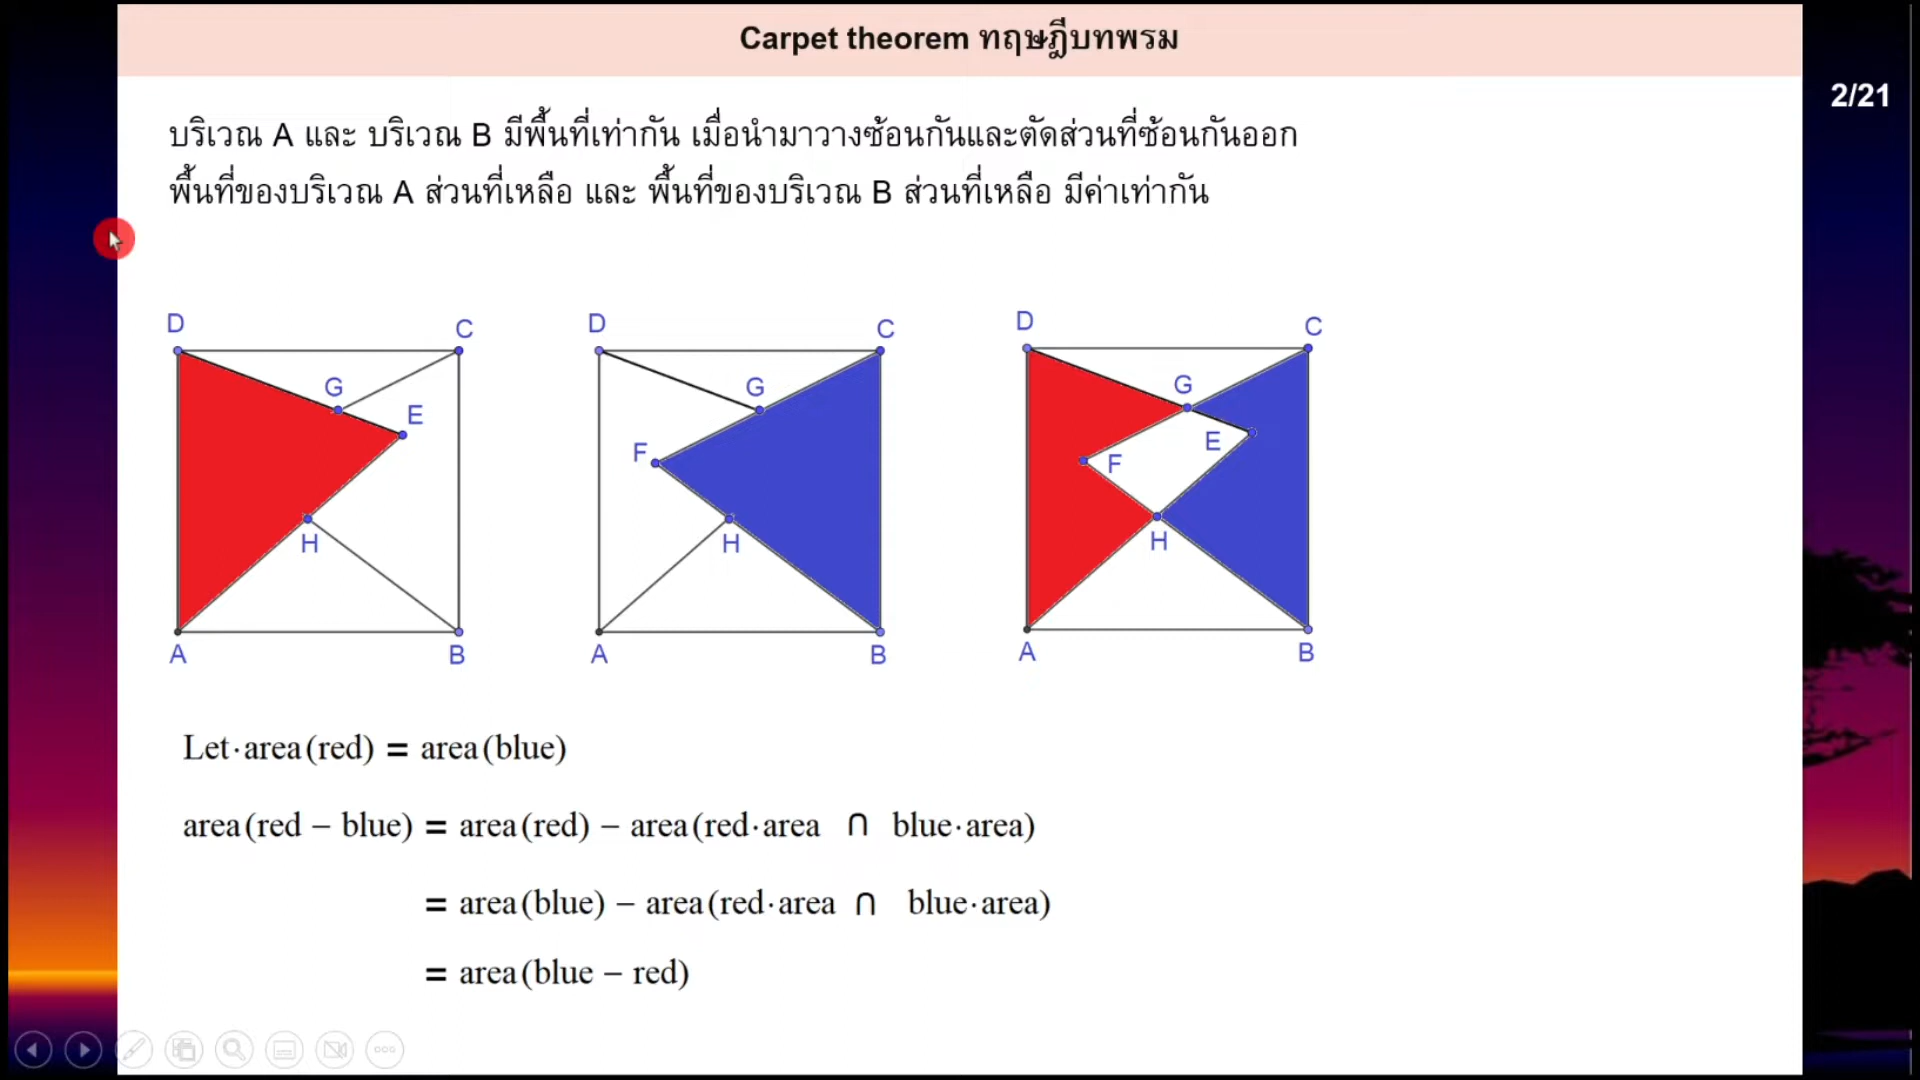 Carpet theorem ทฤษฎีบทพรม
2/21
บริเวณ A และ บริเวณ B มีพื้นที่เท่ากัน เมื่อนำมาวางซ้อนกันและตัดส่วนที่ซ้อนกันออก
พื้นที่ของบริเวณ A ส่วนที่เหลือ และ พื้นที่ของบริเวณ B ส่วนที่เหลือ มีค่าเท่ากัน
D C G E H A B
D C G F H A B
D C G E F H A B
Let·area(red) = area(blue)
area(red − blue) = area(red) − area(red·area ∩ blue·area)
= area(blue) − area(red·area ∩ blue·area)
= area(blue − red)